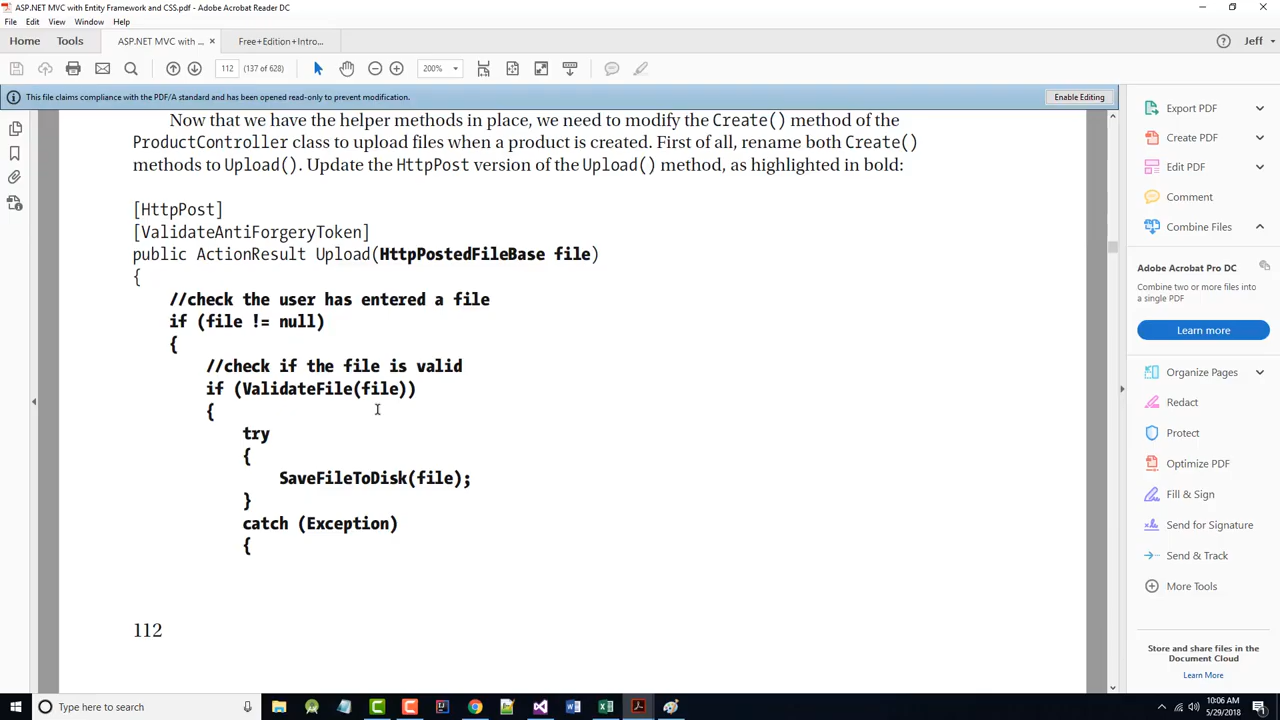 ASP.NET MVC with Entity Framework and CSS.pdf - Adobe Acrobat Reader DC
File Edit View Window Help
Home Tools ASP.NET MVC with ... × Free+Edition+Intro... Jeff
112 (137 of 628) 200%
This file claims compliance with the PDF/A standard and has been opened read-only to prevent modification. Enable Editing
Now that we have the helper methods in place, we need to modify the Create() method of the
ProductController class to upload files when a product is created. First of all, rename both Create()
methods to Upload(). Update the HttpPost version of the Upload() method, as highlighted in bold:
[HttpPost]
[ValidateAntiForgeryToken]
public ActionResult Upload(HttpPostedFileBase file)
{
//check the user has entered a file
if (file != null)
{
//check if the file is valid
if (ValidateFile(file))
{
try
{
SaveFileToDisk(file);
}
catch (Exception)
{
112
Export PDF
Create PDF
Edit PDF
Comment
Combine Files
Adobe Acrobat Pro DC
Combine two or more files into
a single PDF
Learn more
Organize Pages
Redact
Protect
Optimize PDF
Fill & Sign
Send for Signature
Send & Track
More Tools
Store and share files in the
Document Cloud
Learn More
Type here to search
10:06 AM
5/29/2018